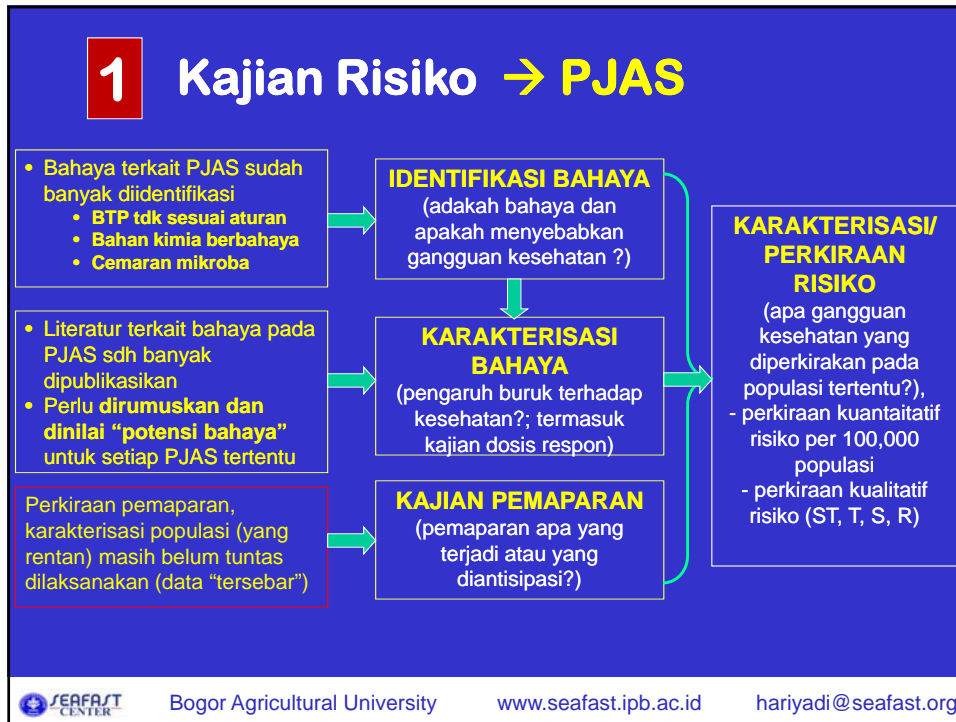 1 Kajian Risiko → PJAS
• Bahaya terkait PJAS sudah
banyak diidentifikasi
• BTP tdk sesuai aturan
• Bahan kimia berbahaya
• Cemaran mikroba
IDENTIFIKASI BAHAYA
(adakah bahaya dan
apakah menyebabkan
gangguan kesehatan ?)
• Literatur terkait bahaya pada
PJAS sdh banyak
dipublikasikan
• Perlu dirumuskan dan
dinilai “potensi bahaya”
untuk setiap PJAS tertentu
KARAKTERISASI
BAHAYA
(pengaruh buruk terhadap
kesehatan?; termasuk
kajian dosis respon)
Perkiraan pemaparan,
karakterisasi populasi (yang
rentan) masih belum tuntas
dilaksanakan (data “tersebar”)
KAJIAN PEMAPARAN
(pemaparan apa yang
terjadi atau yang
diantisipasi?)
KARAKTERISASI/
PERKIRAAN
RISIKO
(apa gangguan
kesehatan yang
diperkirakan pada
populasi tertentu?),
- perkiraan kuantaitatif
risiko per 100,000
populasi
- perkiraan kualitatif
risiko (ST, T, S, R)
SEAFAST
CENTER
Bogor Agricultural University www.seafast.ipb.ac.id hariyadi@seafast.org